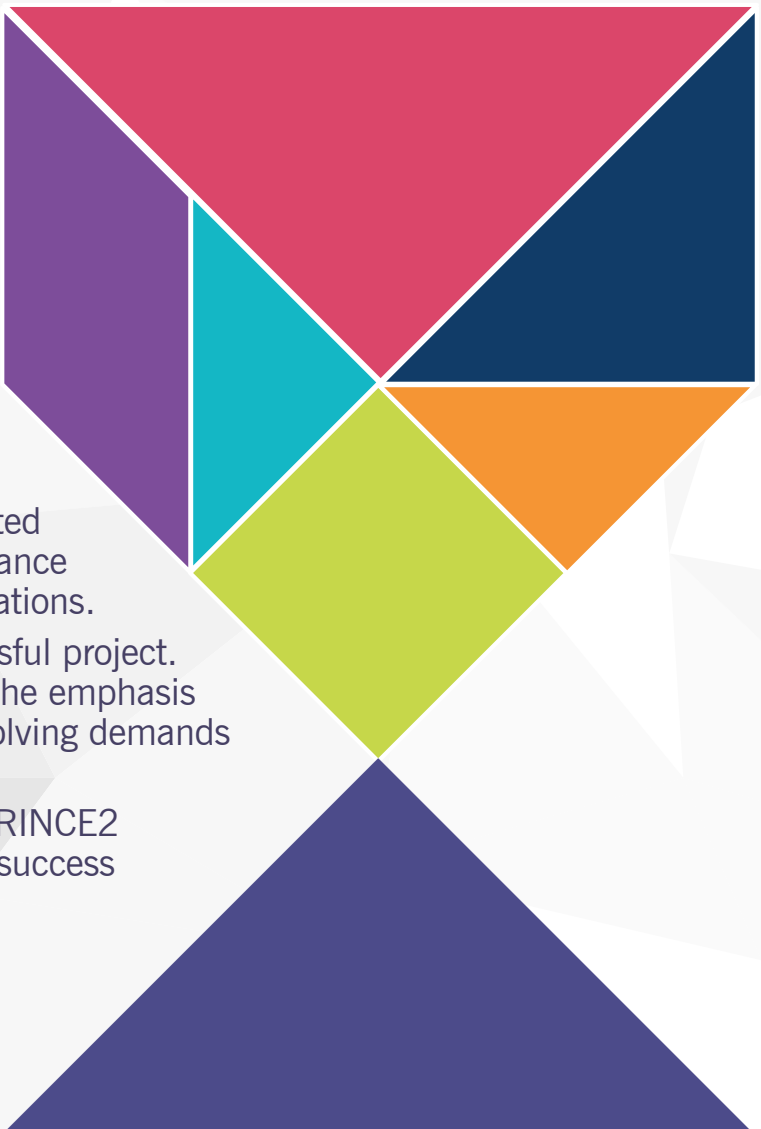 ted
ance
ations.
sful project.
he emphasis
olving demands
RINCE2
success